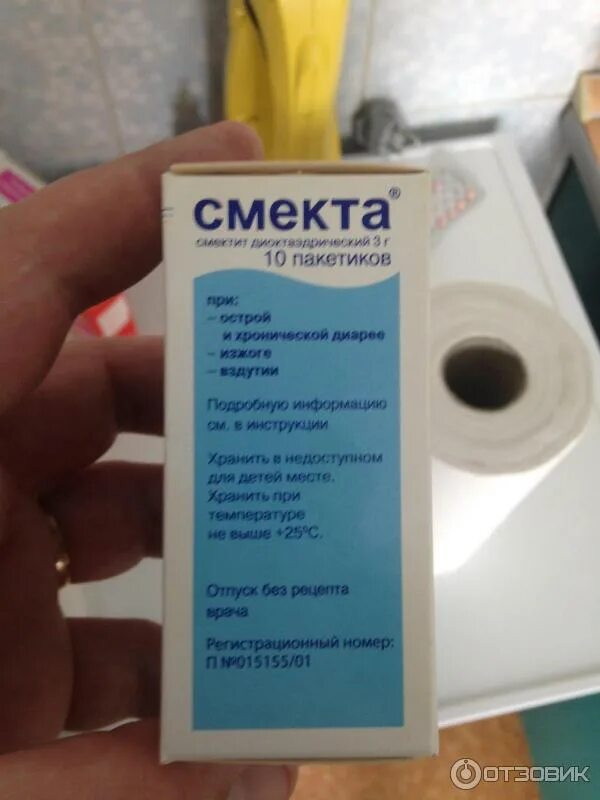 смекта®
смектит диоктаэдрический 3 г
10 пакетиков
при:
- острой
и хронической диарее
- изжоге
- вздутии
Подробную информацию
см. в инструкции
Хранить в недоступном
для детей месте.
Хранить при
температуре
не выше +25°С.
Отпуск без рецепта
врача
Регистрационный номер:
П №015155/01
ОТЗОВИК